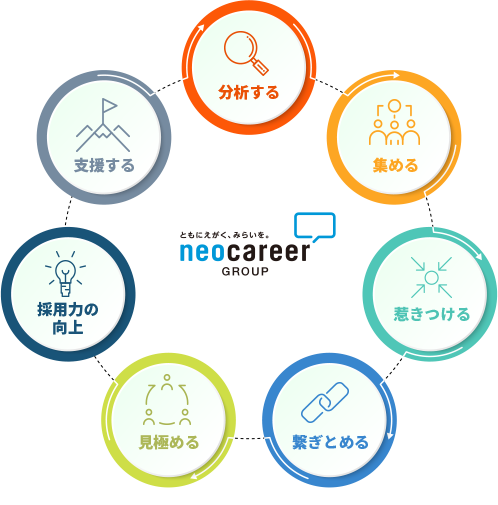 分析する
集める
惹きつける
繋ぎとめる
見極める
採用力の
向上
支援する
ともにえがく、みらいを。
neocareer
GROUP